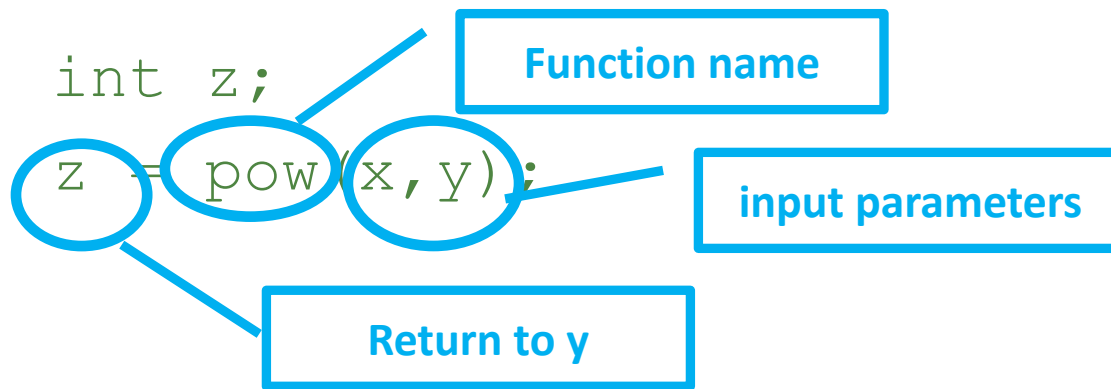 Function name
int z;
z = pow(x,y);
input parameters
Return to y